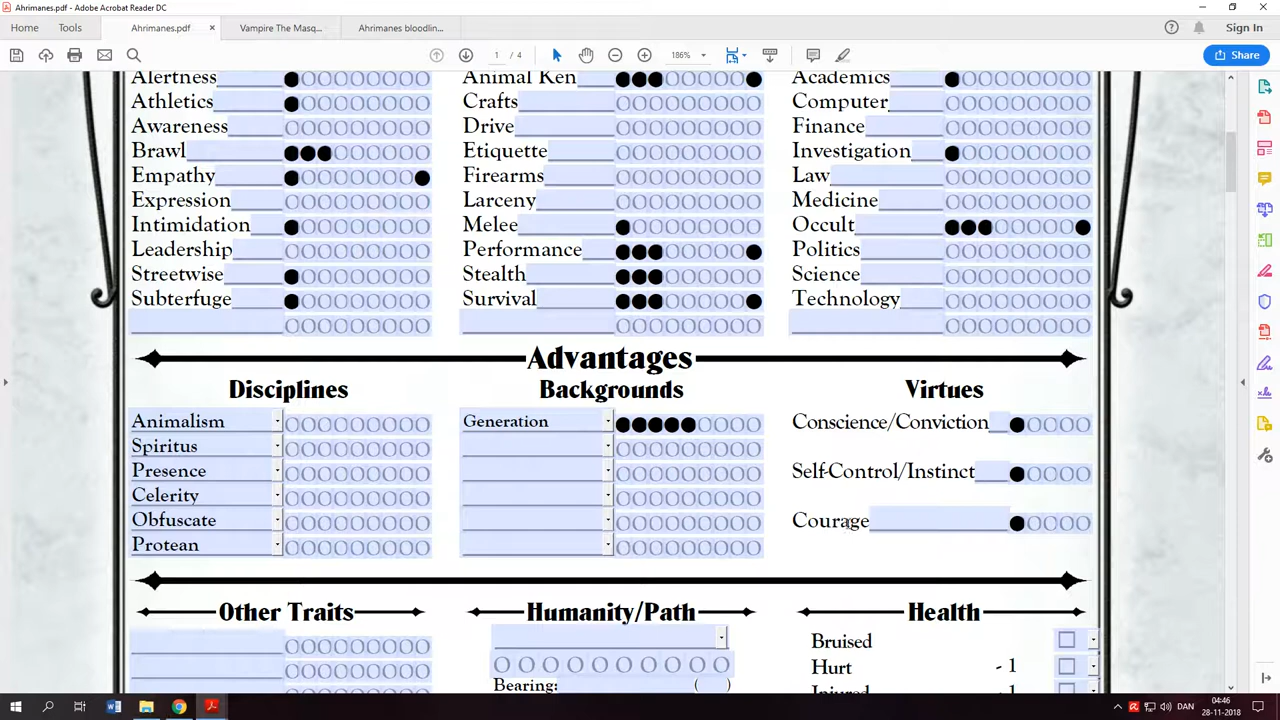 Ahrimanes.pdf - Adobe Acrobat Reader DC
Home Tools Ahrimanes.pdf Vampire The Masq... Ahrimanes bloodlin... Sign In
1 / 4 186% Share
Alertness Animal Ken Academics
Athletics Crafts Computer
Awareness Drive Finance
Brawl Etiquette Investigation
Empathy Firearms Law
Expression Larceny Medicine
Intimidation Melee Occult
Leadership Performance Politics
Streetwise Stealth Science
Subterfuge Survival Technology
Advantages
Disciplines Backgrounds Virtues
Animalism Generation Conscience/Conviction
Spiritus
Presence Self-Control/Instinct
Celerity
Obfuscate Courage
Protean
Other Traits Humanity/Path Health
Bruised
Hurt - 1
Bearing: ( ) Injured - 1
DAN 04:46
28-11-2018